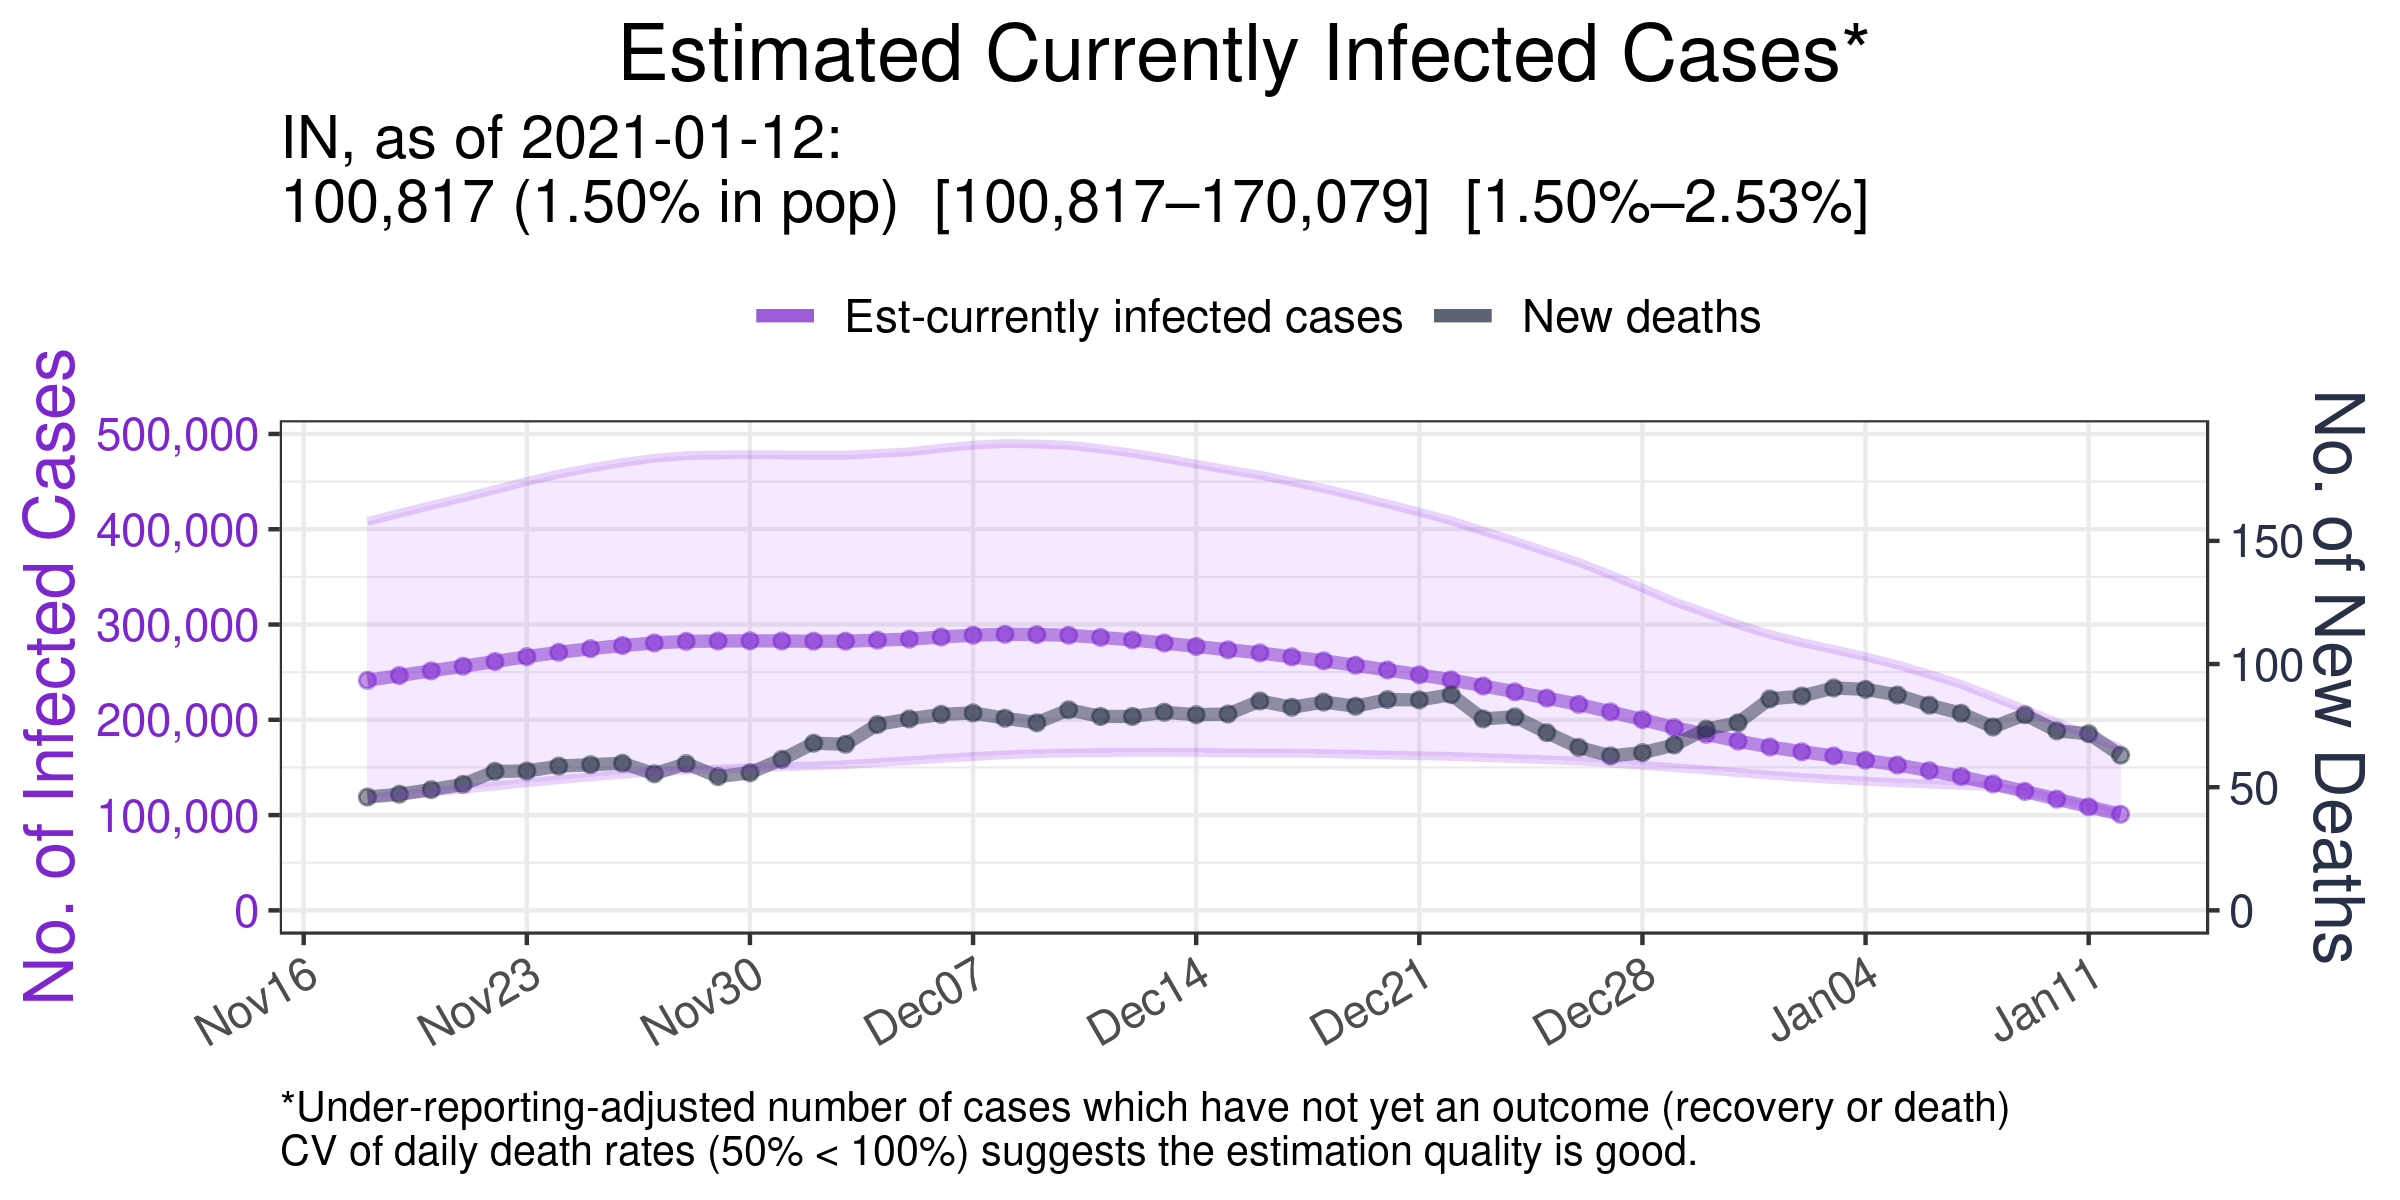 Estimated Currently Infected Cases*
IN, as of 2021-01-12:
100,817 (1.50% in pop)  [100,817–170,079]  [1.50%–2.53%]
Est-currently infected cases
New deaths
No. of Infected Cases
500,000
400,000
300,000
200,000
100,000
0
No. of New Deaths
150
100
50
0
Nov16
Nov23
Nov30
Dec07
Dec14
Dec21
Dec28
Jan04
Jan11
*Under-reporting-adjusted number of cases which have not yet an outcome (recovery or death)
CV of daily death rates (50% < 100%) suggests the estimation quality is good.